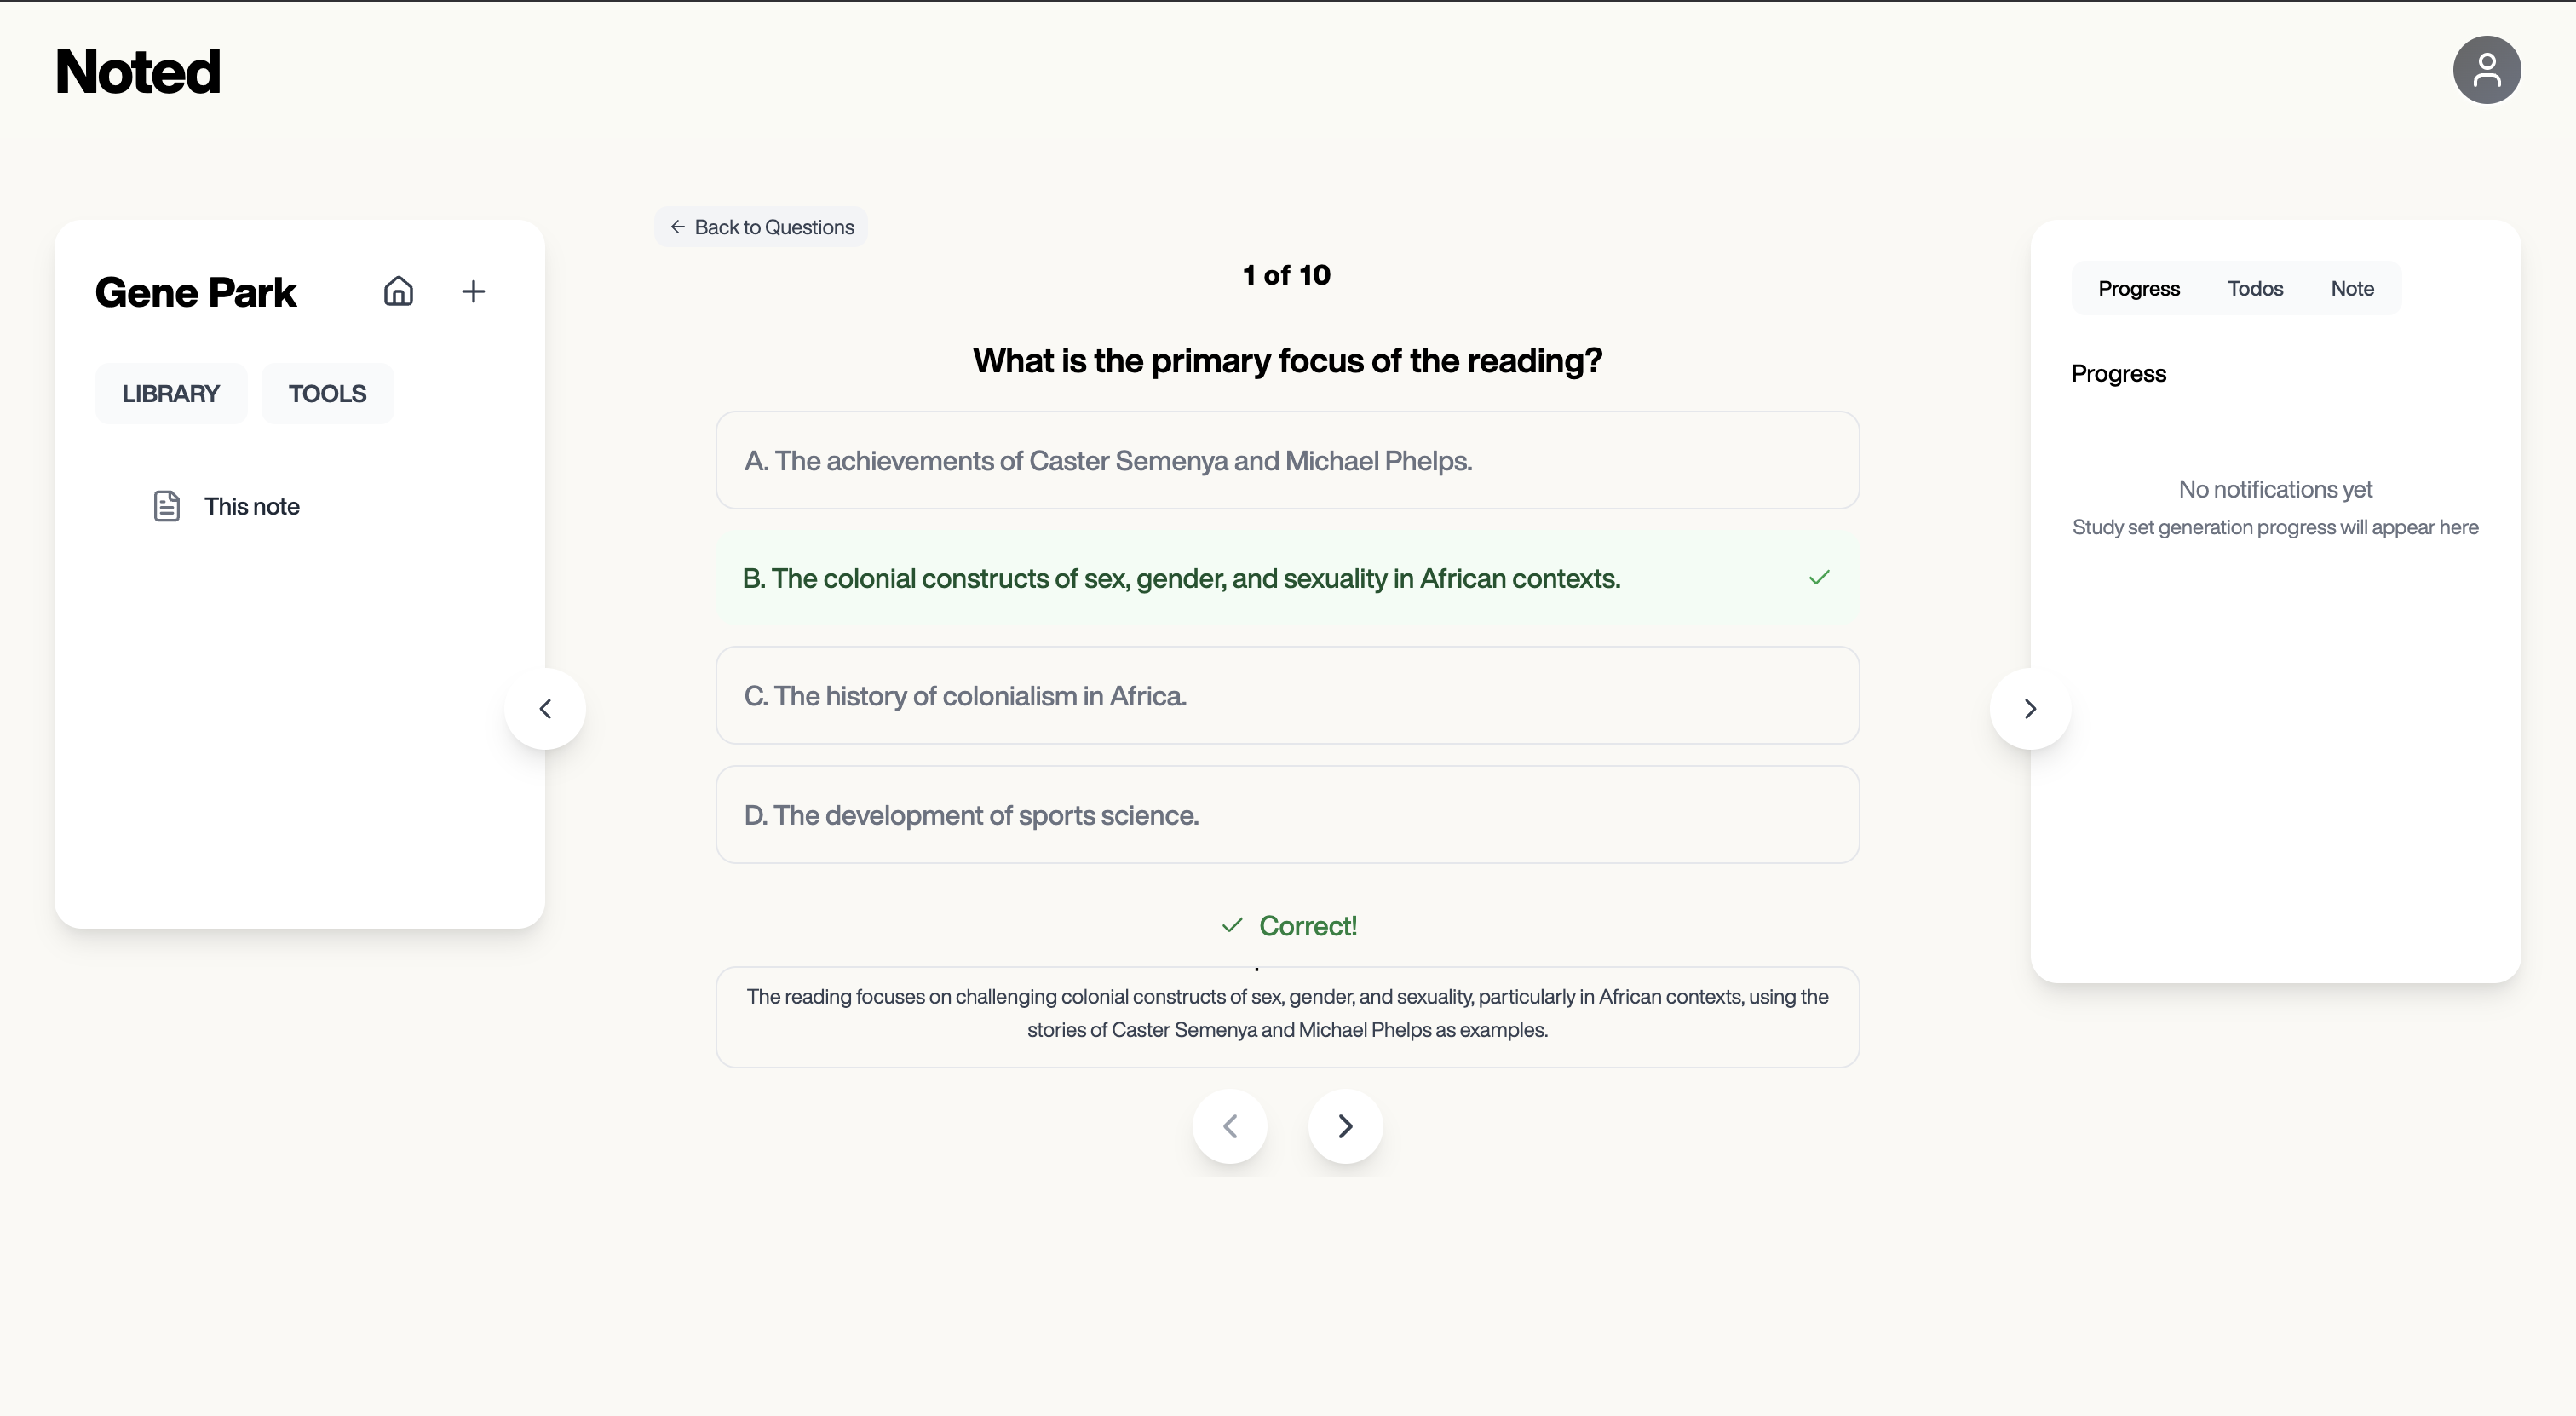 Noted
Gene Park
LIBRARY
TOOLS
This note
Back to Questions
1 of 10
What is the primary focus of the reading?
A. The achievements of Caster Semenya and Michael Phelps.
B. The colonial constructs of sex, gender, and sexuality in African contexts.
C. The history of colonialism in Africa.
D. The development of sports science.
Correct!
The reading focuses on challenging colonial constructs of sex, gender, and sexuality, particularly in African contexts, using the
stories of Caster Semenya and Michael Phelps as examples.
Progress
Todos
Note
Progress
No notifications yet
Study set generation progress will appear here